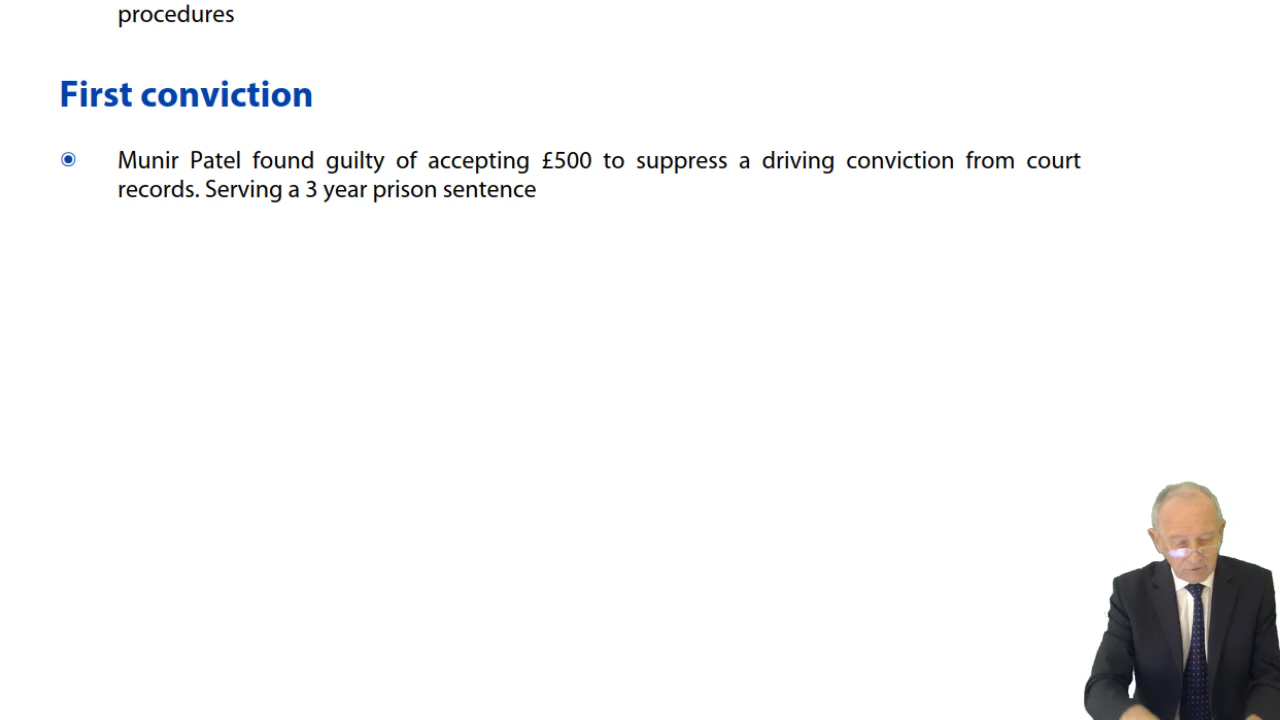 procedures
First conviction
Munir Patel found guilty of accepting £500 to suppress a driving conviction from court
records. Serving a 3 year prison sentence